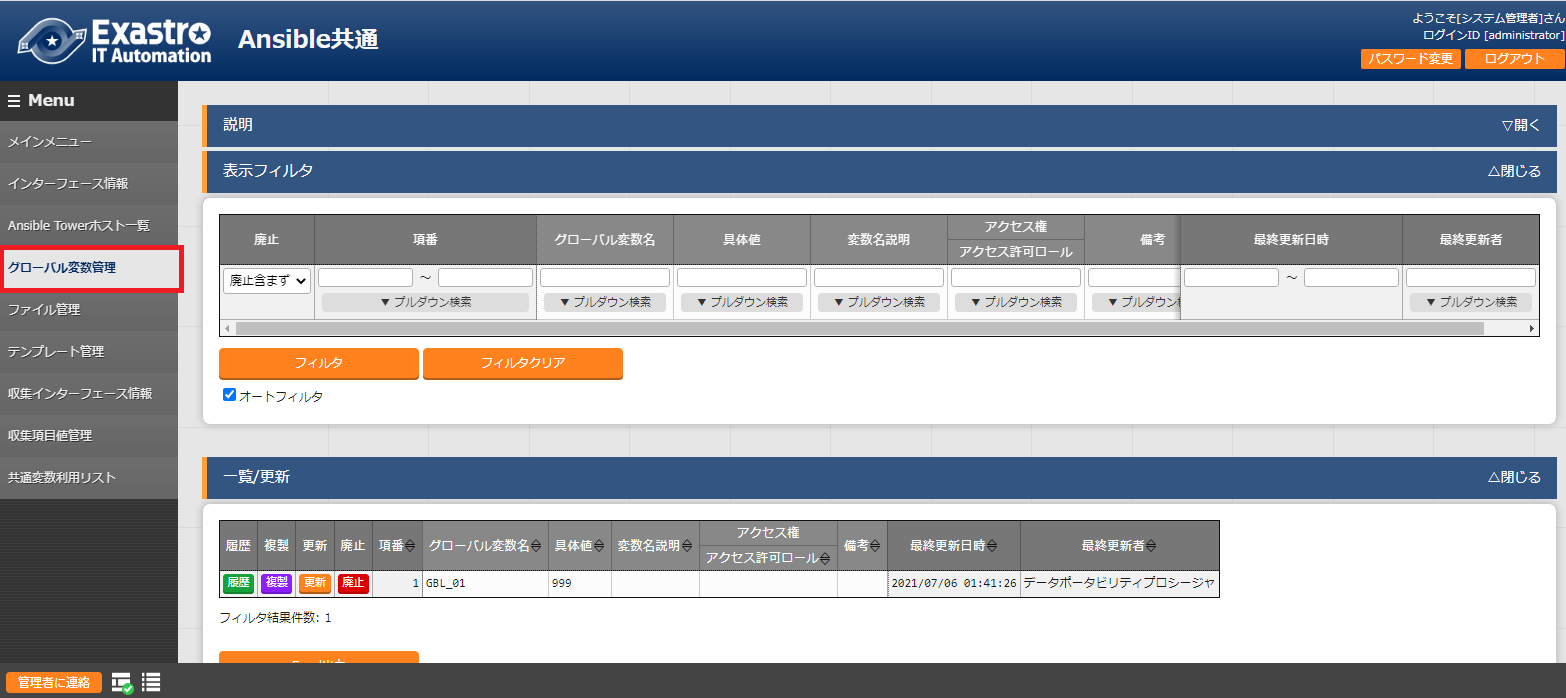 Exastro
IT Automation
Ansible共通
ようこそ[システム管理者]さん
ログインID [administrator]
パスワード変更 ログアウト
Menu
メインメニュー
インターフェース情報
Ansible Towerホスト一覧
グローバル変数管理
ファイル管理
テンプレート管理
収集インターフェース情報
収集項目値管理
共通変数利用リスト
説明 ▽開く
表示フィルタ △閉じる
廃止 項番 グローバル変数名 具体値 変数名説明 アクセス権 備考 最終更新日時 最終更新者
アクセス許可ロール
廃止含まず ～ ～
▼プルダウン検索 ▼プルダウン検索 ▼プルダウン検索 ▼プルダウン検索 ▼プルダウン検索 ▼プルダウン ▼プルダウン検索
フィルタ フィルタクリア
オートフィルタ
一覧/更新 △閉じる
履歴 複製 更新 廃止 項番 グローバル変数名 具体値 変数名説明 アクセス権 備考 最終更新日時 最終更新者
アクセス許可ロール
履歴 複製 更新 廃止 1 GBL_01 999 2021/07/06 01:41:26 データポータビリティプロシージャ
フィルタ結果件数: 1
管理者に連絡